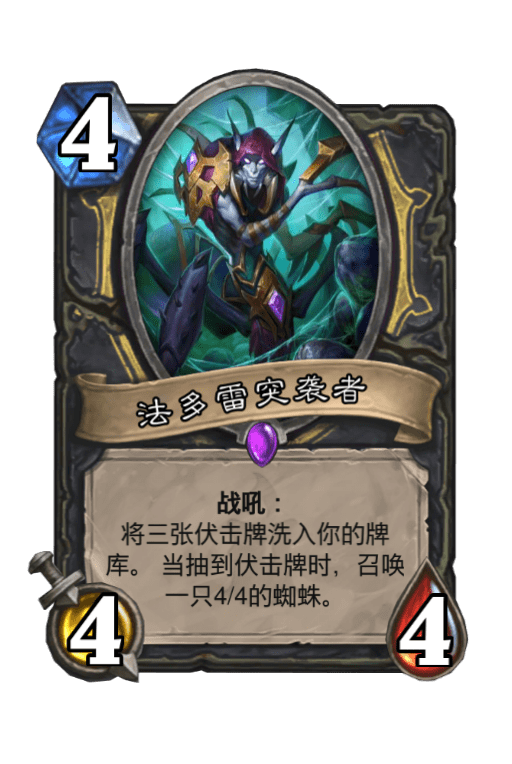 4
法多雷突袭者
战吼：
将三张伏击牌洗入你的牌
库。 当抽到伏击牌时，召唤
一只4/4的蜘蛛。
4
4